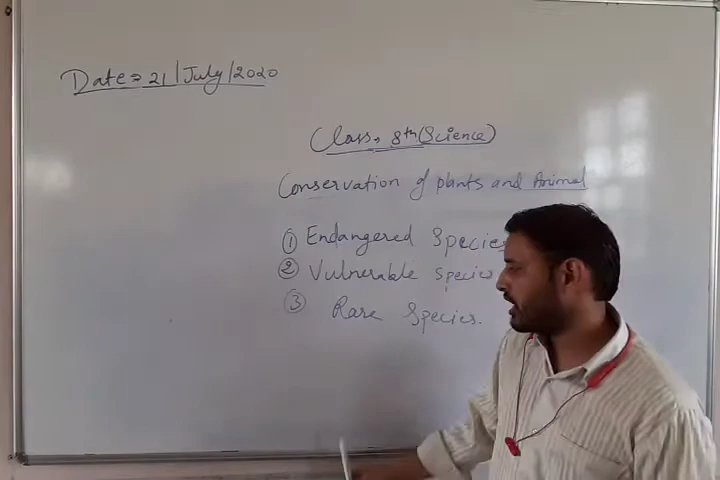 Date:- 21/July/2020
Class:- 8th (Science)
Conservation of plants and Animal
① Endangered Species
② Vulnerable Species
③ Rare Species.